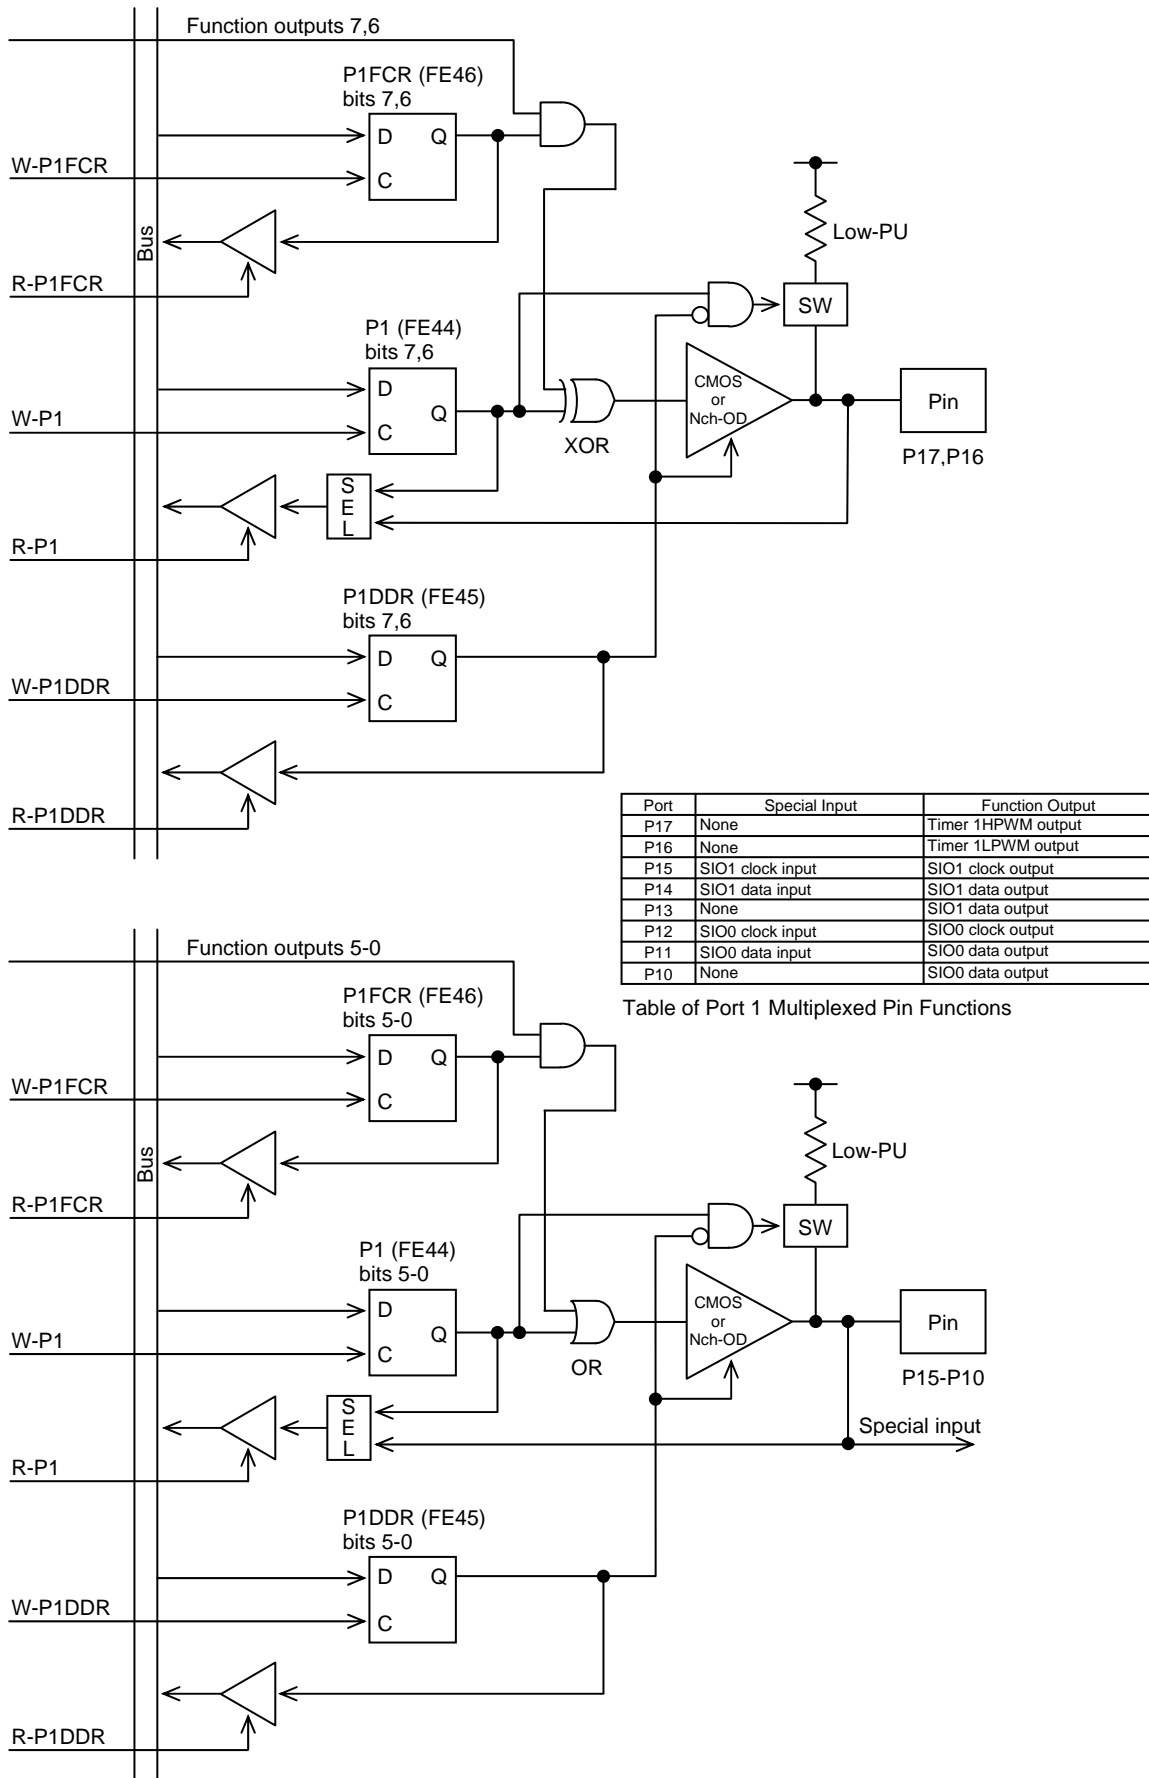 Function outputs 7,6
P1FCR (FE46)
bits 7,6
D Q
C
W-P1FCR
Bus
R-P1FCR
Low-PU
SW
P1 (FE44)
bits 7,6
D
Q
C
W-P1
XOR
CMOS
or
Nch-OD
Pin
P17,P16
S
E
L
R-P1
P1DDR (FE45)
bits 7,6
D Q
C
W-P1DDR
R-P1DDR
Port Special Input Function Output
P17 None Timer 1HPWM output
P16 None Timer 1LPWM output
P15 SIO1 clock input SIO1 clock output
P14 SIO1 data input SIO1 data output
P13 None SIO1 data output
P12 SIO0 clock input SIO0 clock output
P11 SIO0 data input SIO0 data output
P10 None SIO0 data output
Table of Port 1 Multiplexed Pin Functions
Function outputs 5-0
P1FCR (FE46)
bits 5-0
D Q
C
W-P1FCR
Bus
R-P1FCR
Low-PU
SW
P1 (FE44)
bits 5-0
D
Q
C
W-P1
OR
CMOS
or
Nch-OD
Pin
P15-P10
S
E
L
Special input
R-P1
P1DDR (FE45)
bits 5-0
D Q
C
W-P1DDR
R-P1DDR